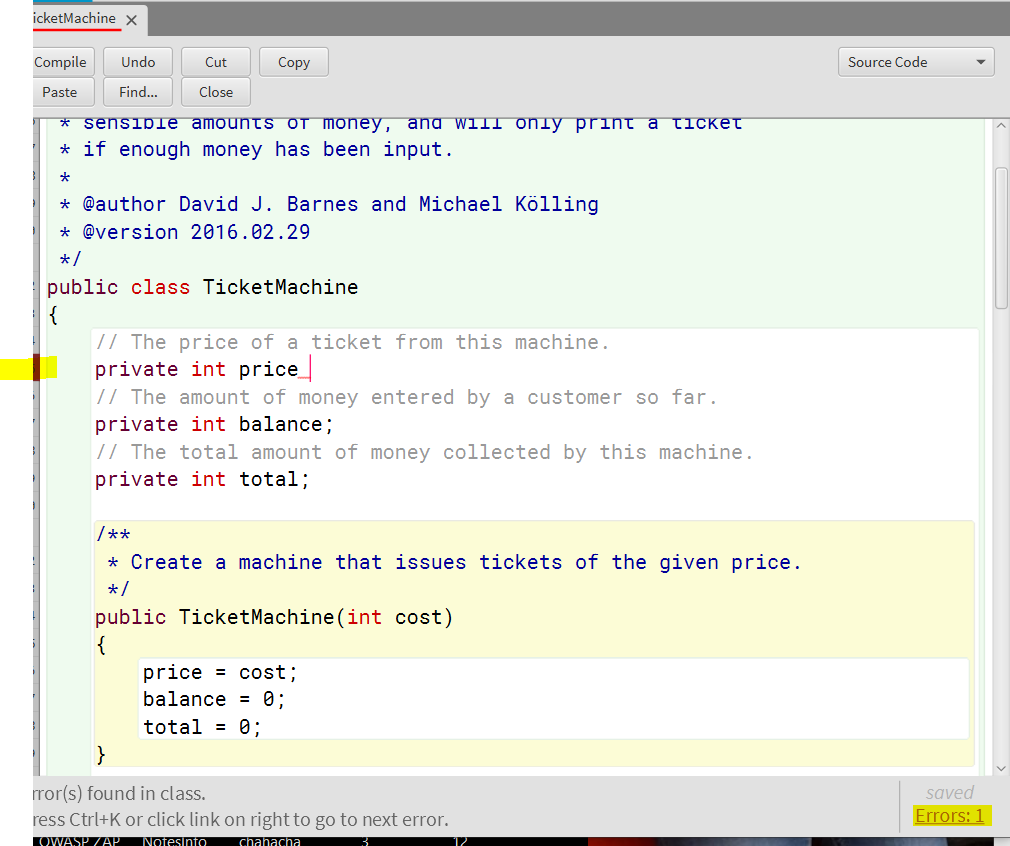 icketMachine
Compile Undo Cut Copy Source Code
Paste Find... Close
* sensible amounts of money, and will only print a ticket
* if enough money has been input.
*
* @author David J. Barnes and Michael Kölling
* @version 2016.02.29
*/
public class TicketMachine
{
// The price of a ticket from this machine.
private int price
// The amount of money entered by a customer so far.
private int balance;
// The total amount of money collected by this machine.
private int total;
/**
* Create a machine that issues tickets of the given price.
*/
public TicketMachine(int cost)
{
price = cost;
balance = 0;
total = 0;
}
rror(s) found in class.
saved
ress Ctrl+K or click link on right to go to next error.
Errors: 1
OWASP ZAP NotesInfo chahacha 3 12